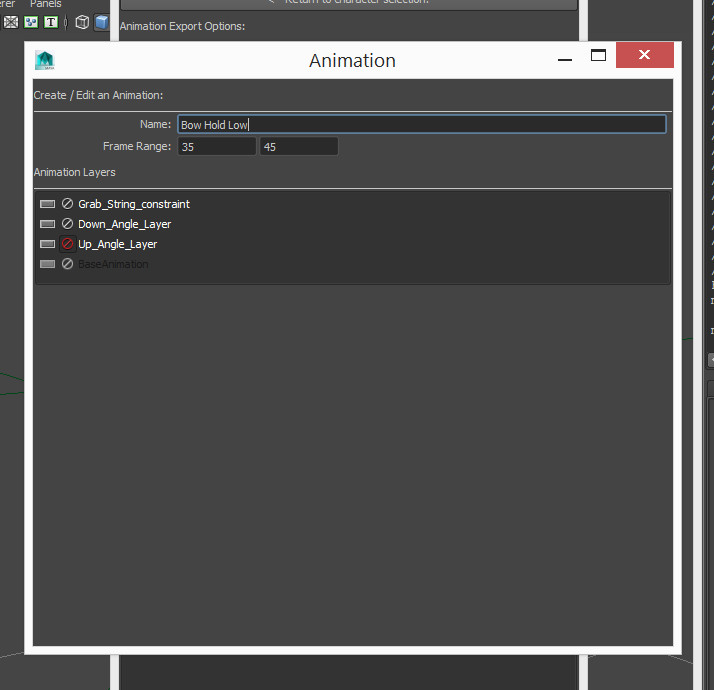 Panels
< Return to character selection.
Animation Export Options:
T
Animation
Create / Edit an Animation:
Name: Bow Hold Low
Frame Range: 35 45
Animation Layers
Grab_String_constraint
Down_Angle_Layer
Up_Angle_Layer
BaseAnimation